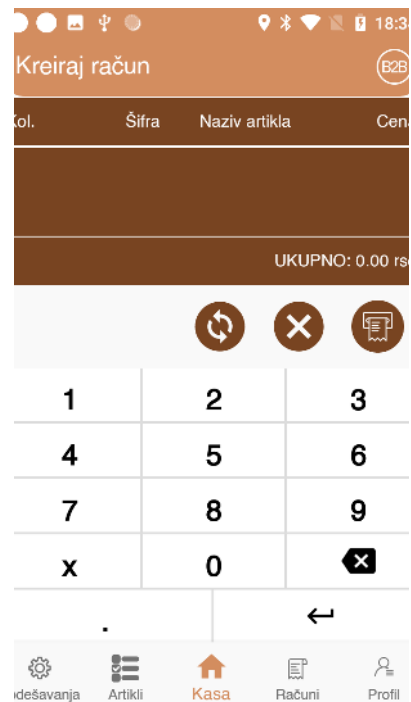 18:3
Kreiraj račun
B2B
Kol. Šifra Naziv artikla Cena
UKUPNO: 0.00 rs
1 2 3
4 5 6
7 8 9
x 0
.
odešavanja Artikli Kasa Računi Profil